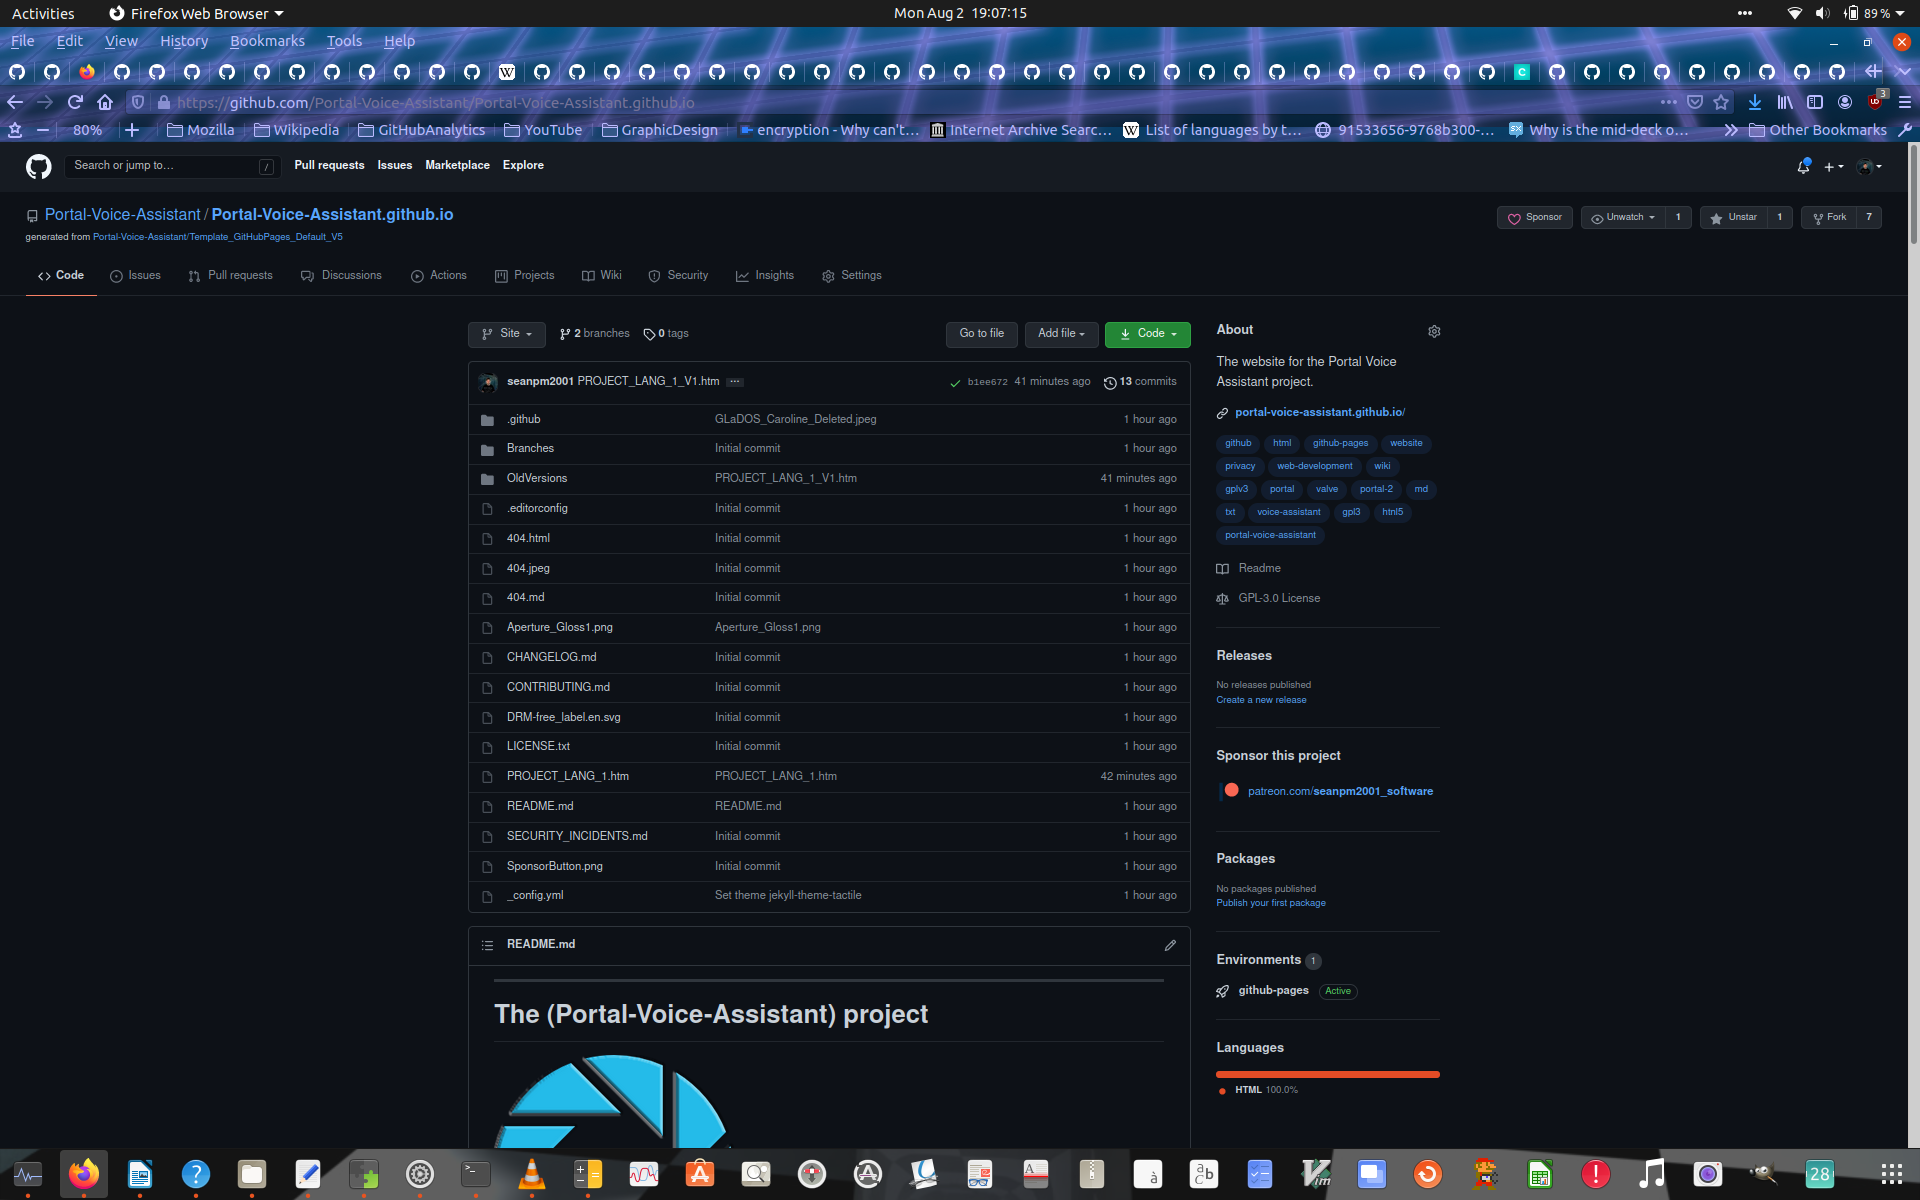 Activities Firefox Web Browser Mon Aug 2 19:07:15 89 %
File Edit View History Bookmarks Tools Help
https://github.com/Portal-Voice-Assistant/Portal-Voice-Assistant.github.io 3
80% Mozilla Wikipedia GitHubAnalytics YouTube GraphicDesign encryption - Why can't... Internet Archive Searc... List of languages by t... 91533656-9768b300-... Why is the mid-deck o... Other Bookmarks
Search or jump to... / Pull requests Issues Marketplace Explore
Portal-Voice-Assistant / Portal-Voice-Assistant.github.io Sponsor Unwatch 1 Unstar 1 Fork 7
generated from Portal-Voice-Assistant/Template_GitHubPages_Default_V5
Code Issues Pull requests Discussions Actions Projects Wiki Security Insights Settings
Site 2 branches 0 tags Go to file Add file Code
seanpm2001 PROJECT_LANG_1_V1.htm ... b1ee672 41 minutes ago 13 commits
.github GLaDOS_Caroline_Deleted.jpeg 1 hour ago
Branches Initial commit 1 hour ago
OldVersions PROJECT_LANG_1_V1.htm 41 minutes ago
.editorconfig Initial commit 1 hour ago
404.html Initial commit 1 hour ago
404.jpeg Initial commit 1 hour ago
404.md Initial commit 1 hour ago
Aperture_Gloss1.png Aperture_Gloss1.png 1 hour ago
CHANGELOG.md Initial commit 1 hour ago
CONTRIBUTING.md Initial commit 1 hour ago
DRM-free_label.en.svg Initial commit 1 hour ago
LICENSE.txt Initial commit 1 hour ago
PROJECT_LANG_1.htm PROJECT_LANG_1.htm 42 minutes ago
README.md README.md 1 hour ago
SECURITY_INCIDENTS.md Initial commit 1 hour ago
SponsorButton.png Initial commit 1 hour ago
_config.yml Set theme jekyll-theme-tactile 1 hour ago
README.md
The (Portal-Voice-Assistant) project
About
The website for the Portal Voice
Assistant project.
portal-voice-assistant.github.io/
github html github-pages website
privacy web-development wiki
gplv3 portal valve portal-2 md
txt voice-assistant gpl3 html5
portal-voice-assistant
Readme
GPL-3.0 License
Releases
No releases published
Create a new release
Sponsor this project
patreon.com/seanpm2001_software
Packages
No packages published
Publish your first package
Environments 1
github-pages Active
Languages
HTML 100.0%
28